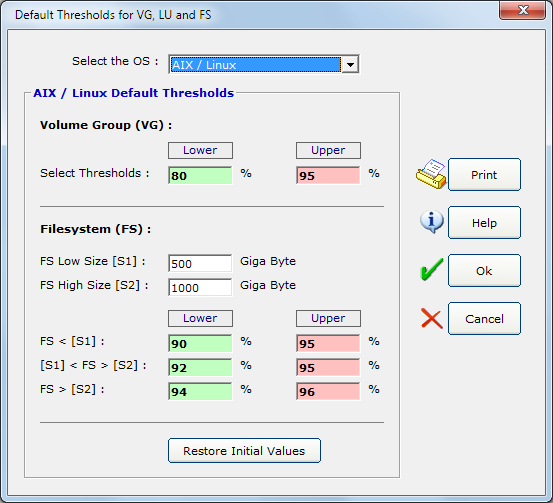 Default Thresholds for VG, LU and FS
Select the OS : AIX / Linux
AIX / Linux Default Thresholds
Volume Group (VG) :
Lower Upper
Select Thresholds : 80 % 95 %
Filesystem (FS) :
FS Low Size [S1] : 500 Giga Byte
FS High Size [S2] : 1000 Giga Byte
Lower Upper
FS < [S1] : 90 % 95 %
[S1] < FS > [S2] : 92 % 95 %
FS > [S2] : 94 % 96 %
Restore Initial Values
Print
Help
Ok
Cancel